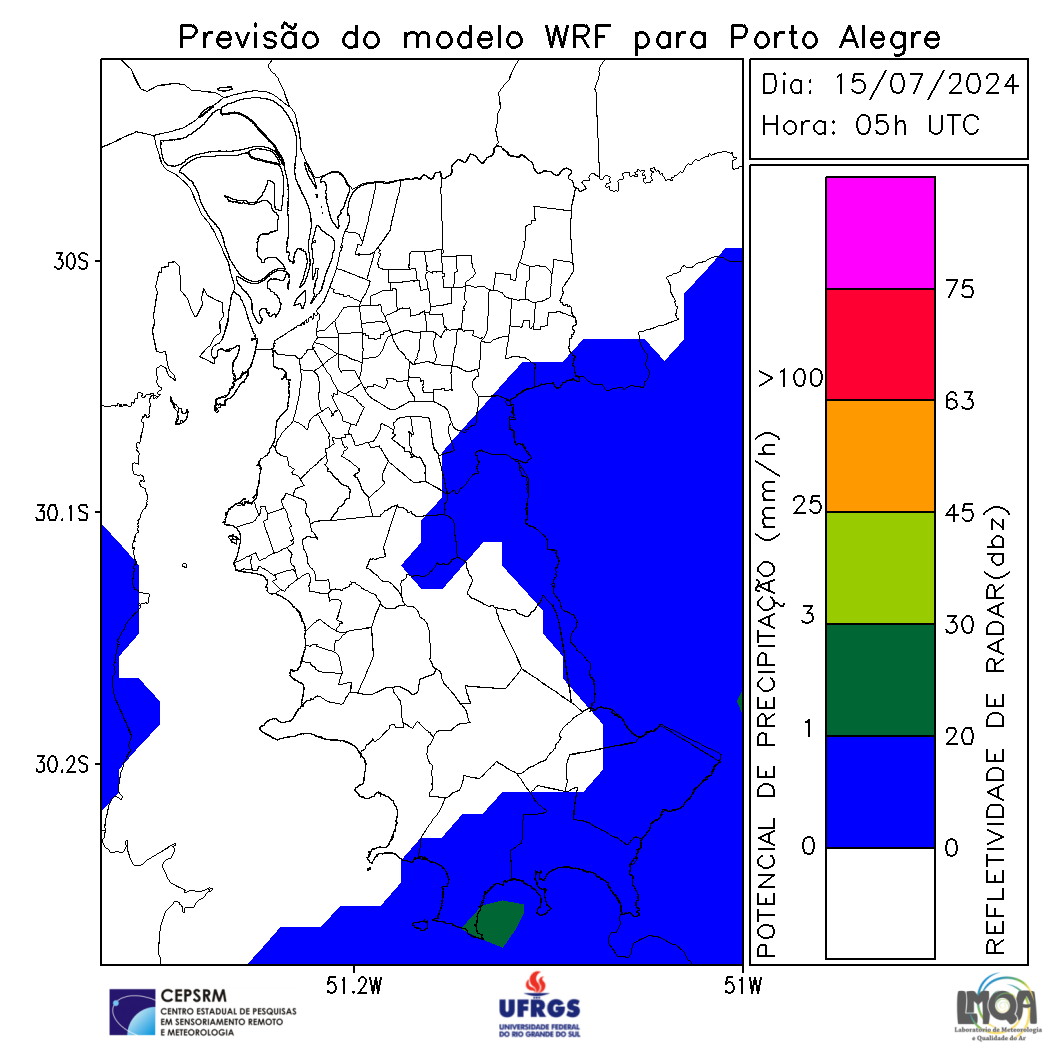 Previsão do modelo WRF para Porto Alegre
Dia: 15/07/2024
Hora: 05h UTC
30S
30.1S
30.2S
51.2W
51W
POTENCIAL DE PRECIPITAÇÃO (mm/h)
>100
25
3
1
0
75
63
45
30
20
0
REFLETIVIDADE DE RADAR(dbz)
CEPSRM
CENTRO ESTADUAL DE PESQUISAS
EM SENSORIAMENTO REMOTO
E METEOROLOGIA
UFRGS
UNIVERSIDADE FEDERAL
DO RIO GRANDE DO SUL
LMQA
Laboratório de Meteorologia
e Qualidade do Ar